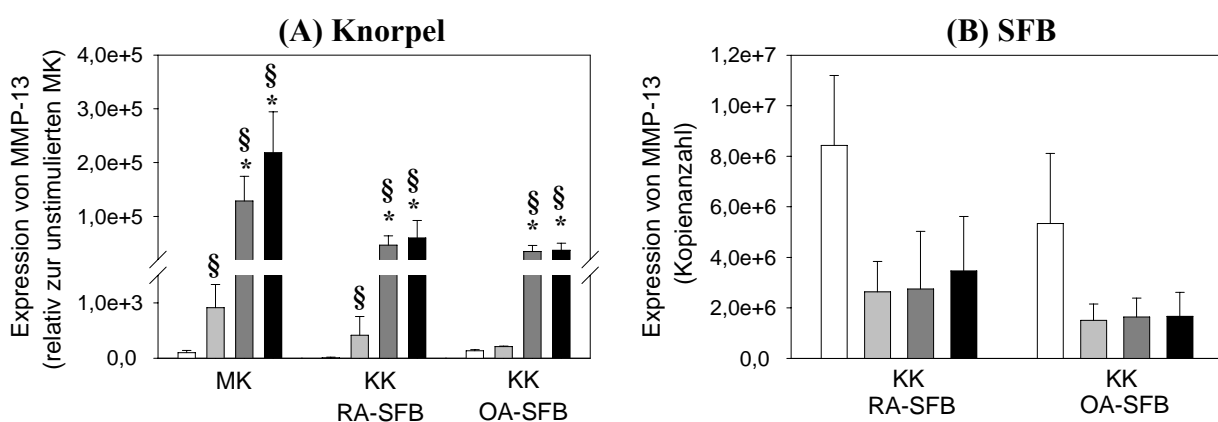 (A) Knorpel
Expression von MMP-13
(relativ zur unstimulierten MK)
4,0e+5
3,0e+5
2,0e+5
1,0e+5
1,0e+3
0,0
§
§
*
§
*
§
§
*
§
*
§
*
§
*
MK
KK
RA-SFB
KK
OA-SFB
(B) SFB
Expression von MMP-13
(Kopienanzahl)
1,2e+7
1,0e+7
8,0e+6
6,0e+6
4,0e+6
2,0e+6
0,0
KK
RA-SFB
KK
OA-SFB